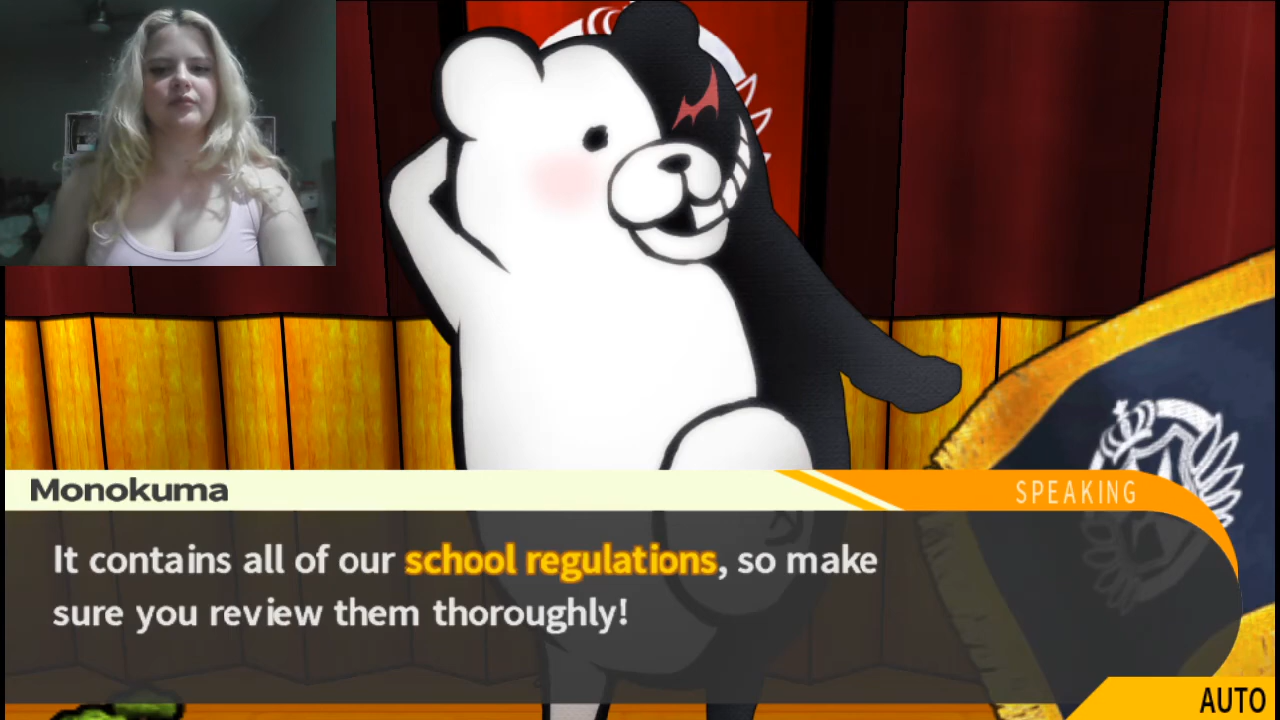 Monokuma
SPEAKING
It contains all of our school regulations, so make
sure you review them thoroughly!
AUTO